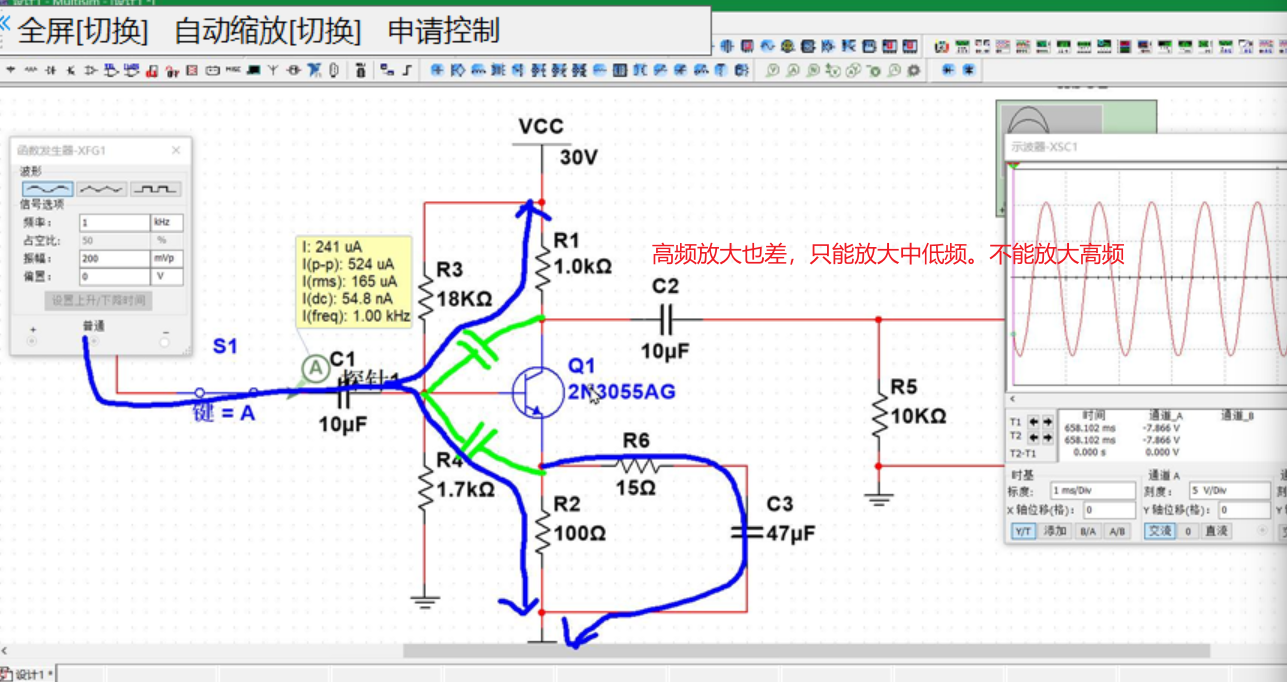 设计1 - Multisim - [设计1 *]
全屏[切换] 自动缩放[切换] 申请控制
函数发生器-XFG1
波形
信号选项
频率: 1 kHz
占空比: 50 %
振幅: 200 mVp
偏置: 0 V
设置上升/下降时间
+ 普通 -
S1
键 = A
I: 241 uA
I(p-p): 524 uA
I(rms): 165 uA
I(dc): 54.8 nA
I(freq): 1.00 kHz
A
C1
探针1
10µF
VCC
30V
R1
1.0kΩ
R3
18KΩ
高频放大也差，只能放大中低频。不能放大高频
C2
10µF
Q1
2N3055AG
R5
10KΩ
R4
1.7kΩ
R6
15Ω
R2
100Ω
C3
47µF
示波器-XSC1
时间 通道_A 通道_B
T1 658.102 ms -7.866 V
T2 658.102 ms -7.866 V
T2-T1 0.000 s 0.000 V
时基 通道 A
标度: 1 ms/Div 刻度: 5 V/Div
X 轴位移(格): 0 Y 轴位移(格): 0
Y/T 添加 B/A A/B 交流 0 直流
设计1 *